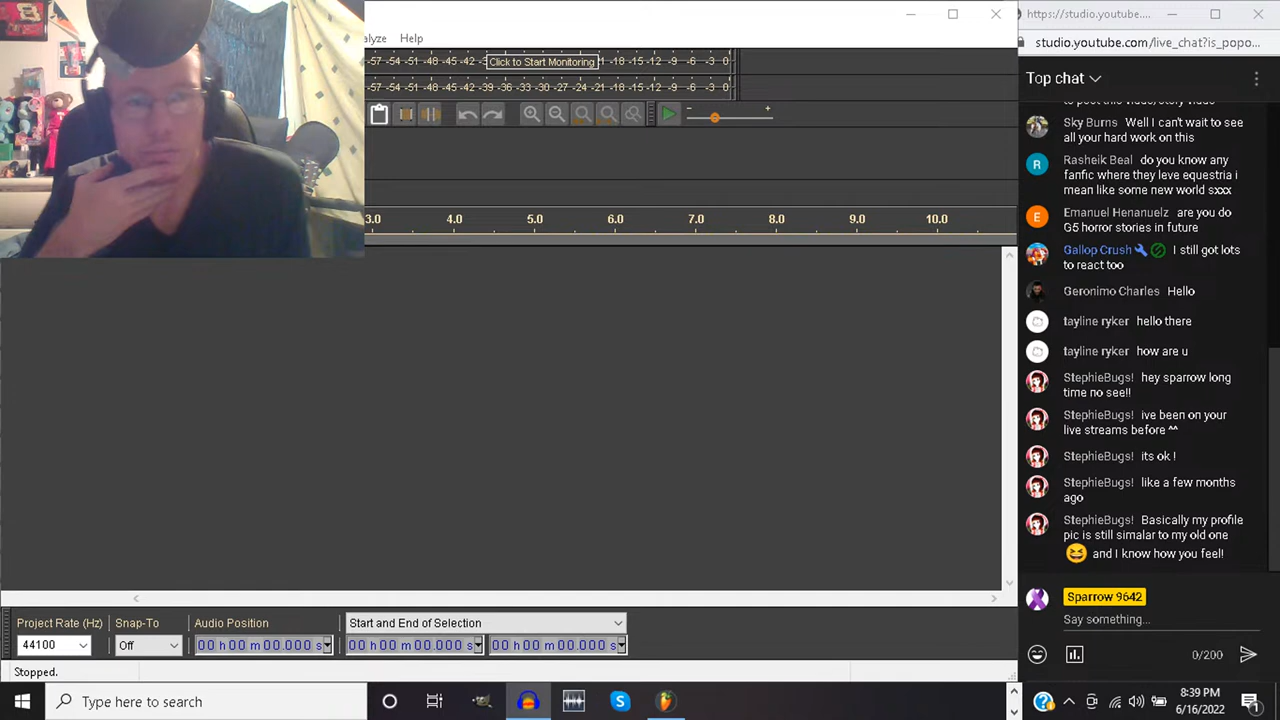 alyze Help
-57 -54 -51 -48 -45 -42 Click to Start Monitoring -18 -15 -12 -9 -6 -3 0
-57 -54 -51 -48 -45 -42 -39 -36 -33 -30 -27 -24 -21 -18 -15 -12 -9 -6 -3 0
- +
3.0 4.0 5.0 6.0 7.0 8.0 9.0 10.0
Project Rate (Hz) Snap-To Audio Position Start and End of Selection
44100 Off 00 h 00 m 00.000 s 00 h 00 m 00.000 s 00 h 00 m 00.000 s
Stopped.
https://studio.youtube....
studio.youtube.com/live_chat?is_popo...
Top chat
Sky Burns Well I can't wait to see
all your hard work on this
Rasheik Beal do you know any
fanfic where they leve equestria i
mean like some new world sxxx
Emanuel Henanuelz are you do
G5 horror stories in future
Gallop Crush I still got lots
to react too
Geronimo Charles Hello
tayline ryker hello there
tayline ryker how are u
StephieBugs! hey sparrow long
time no see!!
StephieBugs! ive been on your
live streams before ^^
StephieBugs! its ok !
StephieBugs! like a few months
ago
StephieBugs! Basically my profile
pic is still simalar to my old one
and I know how you feel!
Sparrow 9642
Say something...
0/200
Type here to search
8:39 PM
6/16/2022